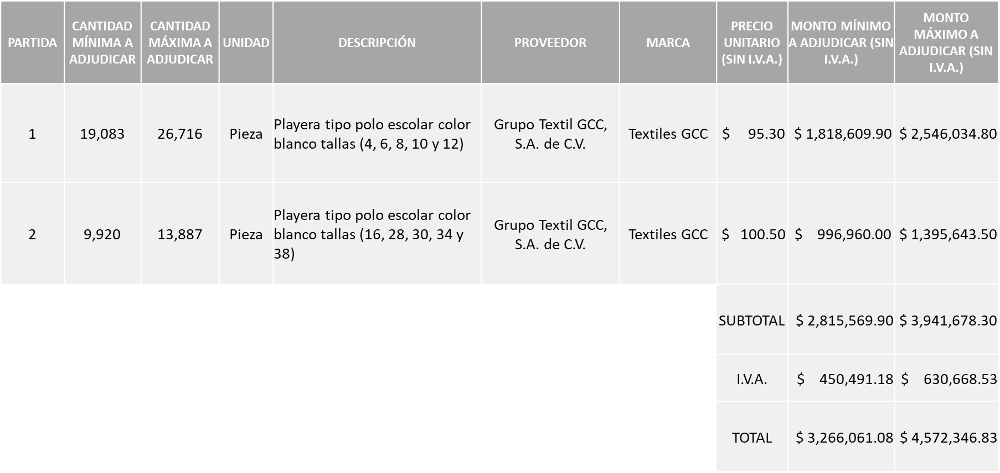 PARTIDA
CANTIDAD
MÍNIMA A
ADJUDICAR
CANTIDAD
MÁXIMA A
ADJUDICAR
UNIDAD
DESCRIPCIÓN
PROVEEDOR
MARCA
PRECIO
UNITARIO
(SIN I.V.A.)
MONTO MÍNIMO
A ADJUDICAR (SIN
I.V.A.)
MONTO
MÁXIMO A
ADJUDICAR (SIN
I.V.A.)
1
19,083
26,716
Pieza
Playera tipo polo escolar color
blanco tallas (4, 6, 8, 10 y 12)
Grupo Textil GCC,
S.A. de C.V.
Textiles GCC
$ 95.30
$ 1,818,609.90
$ 2,546,034.80
2
9,920
13,887
Pieza
Playera tipo polo escolar color
blanco tallas (16, 28, 30, 34 y
38)
Grupo Textil GCC,
S.A. de C.V.
Textiles GCC
$ 100.50
$ 996,960.00
$ 1,395,643.50
SUBTOTAL
$ 2,815,569.90
$ 3,941,678.30
I.V.A.
$ 450,491.18
$ 630,668.53
TOTAL
$ 3,266,061.08
$ 4,572,346.83